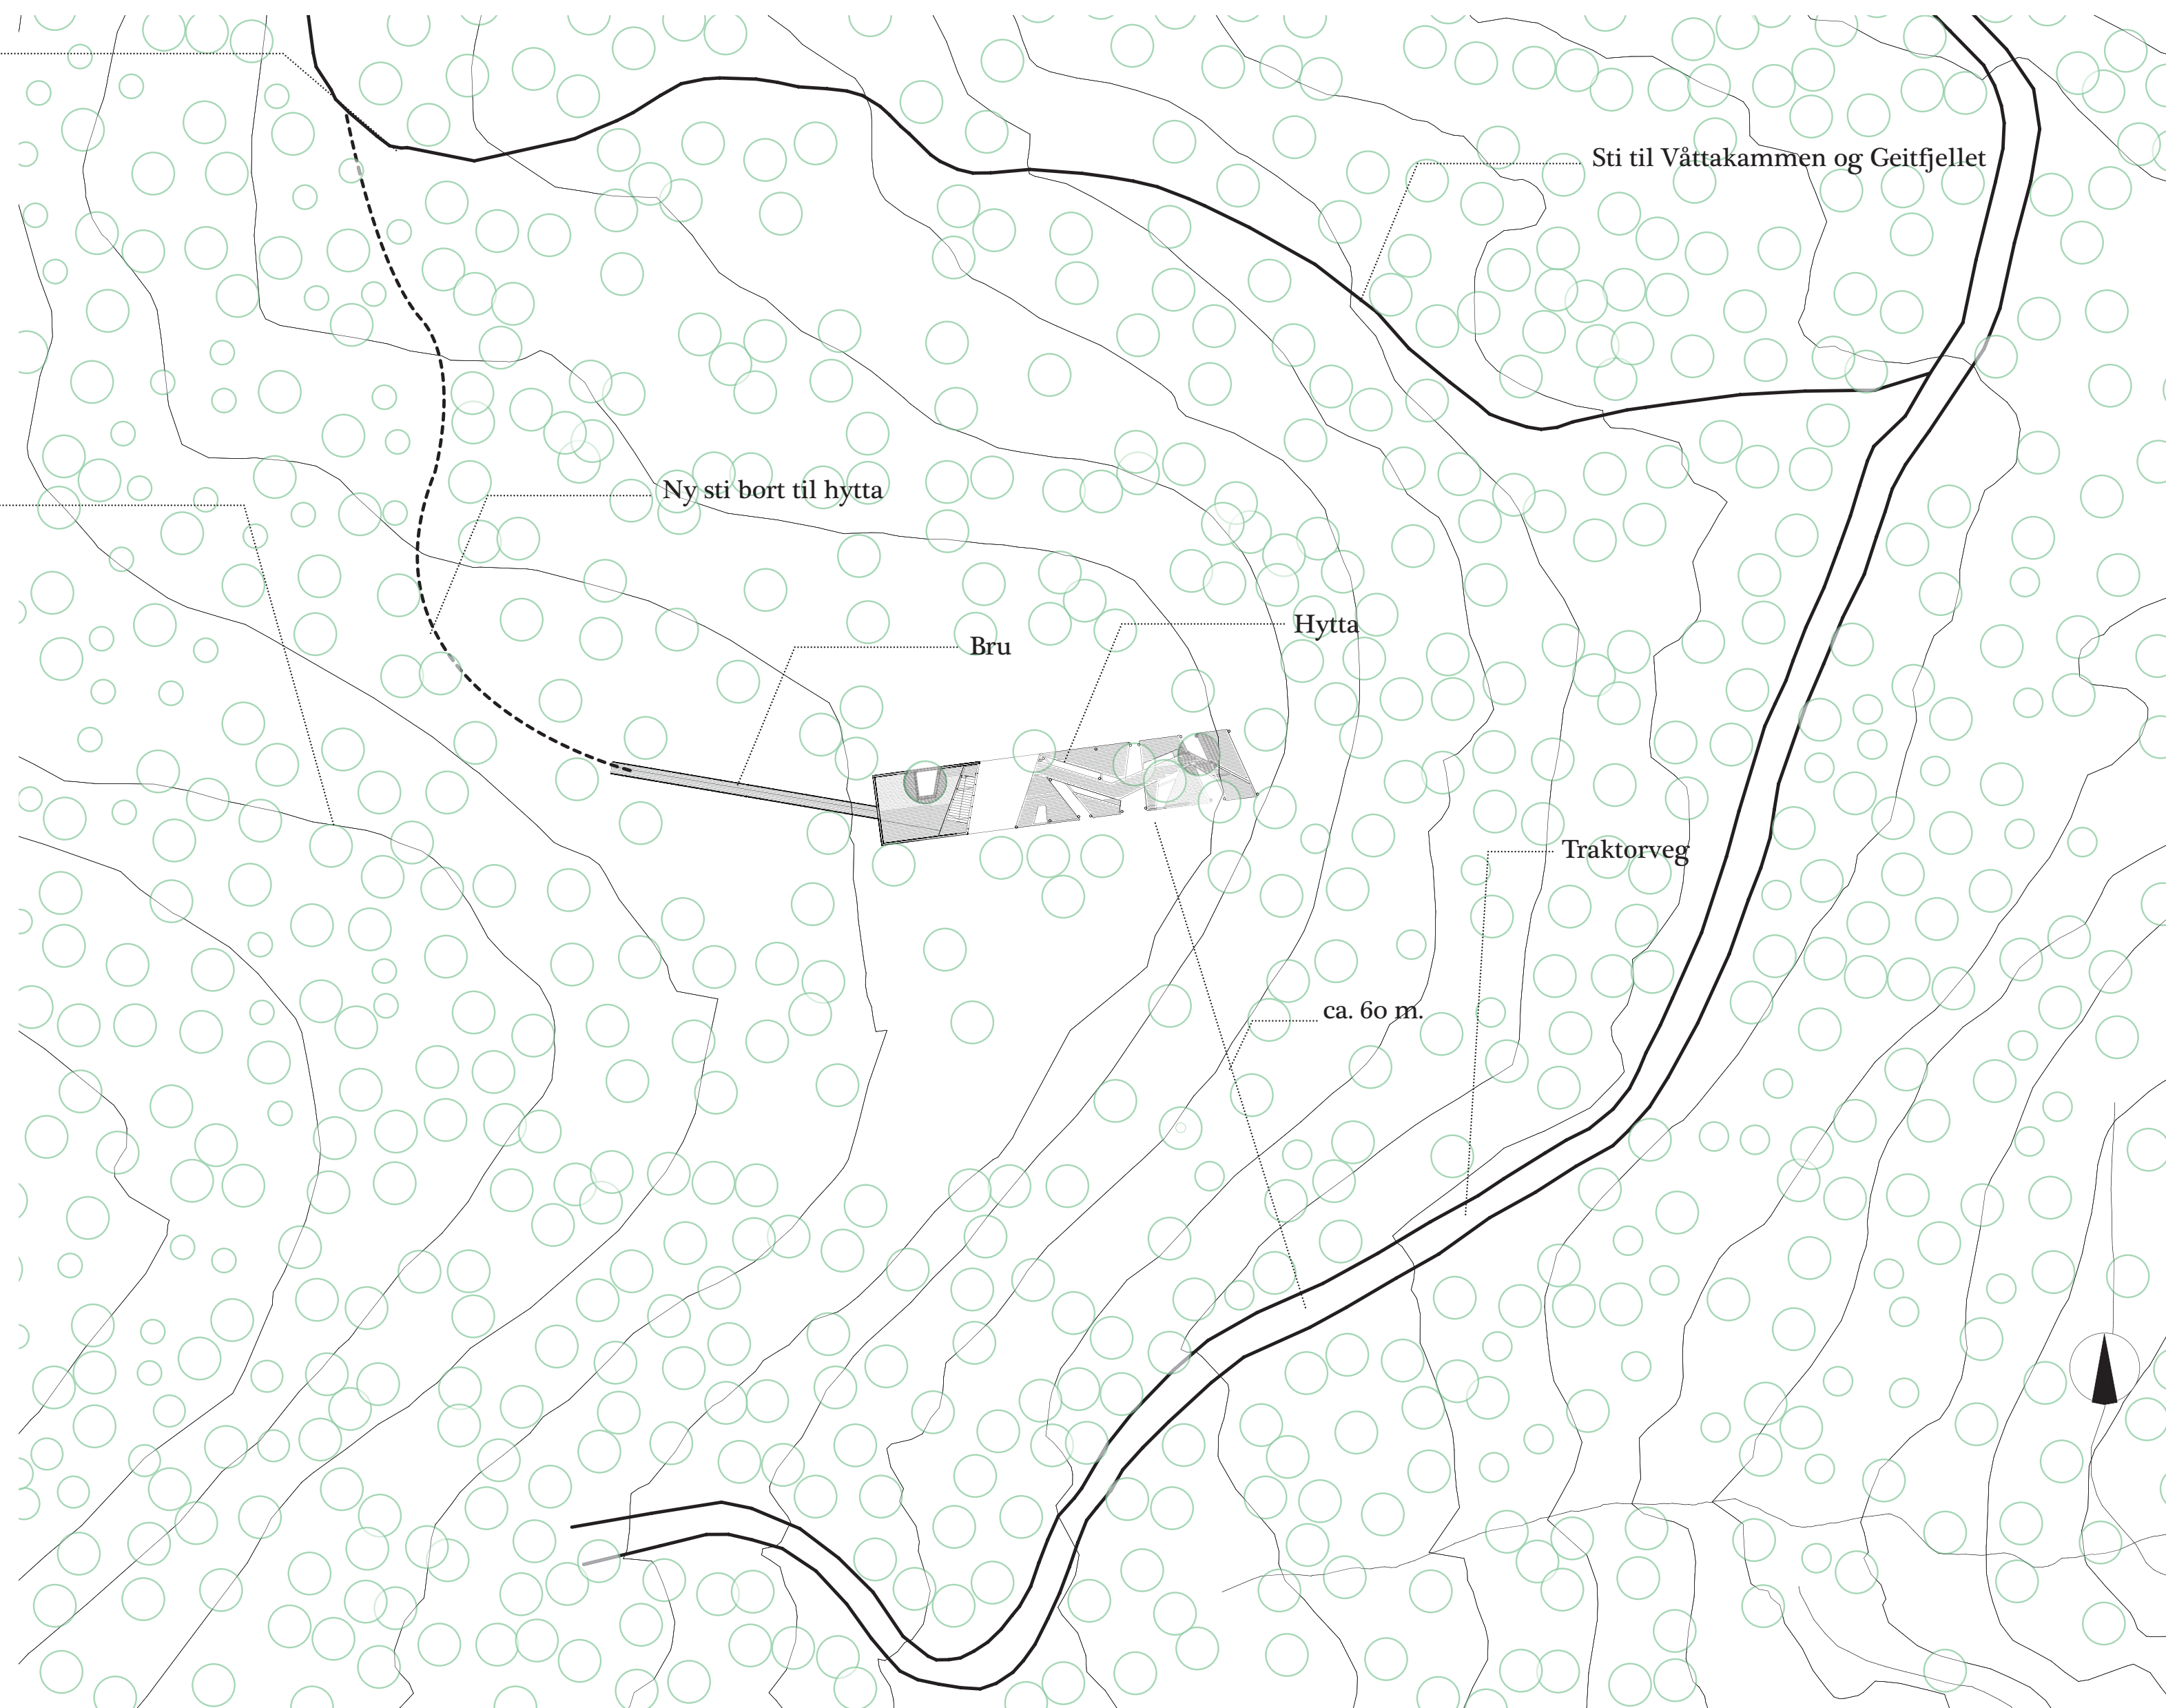 Sti til Våttakammen og Geitfjellet
Ny sti bort til hytta
Hytta
Bru
Traktorveg
ca. 60 m.